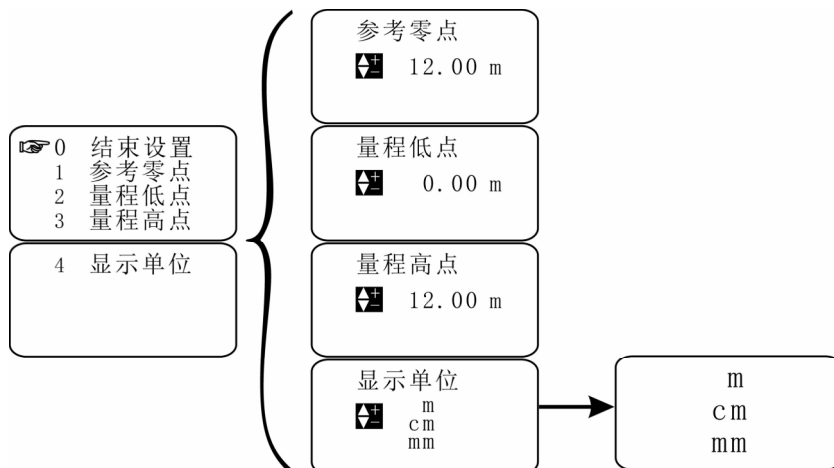 0 结束设置
1 参考零点
2 量程低点
3 量程高点
4 显示单位
参考零点
12.00 m
量程低点
0.00 m
量程高点
12.00 m
显示单位
m
cm
mm
m
cm
mm